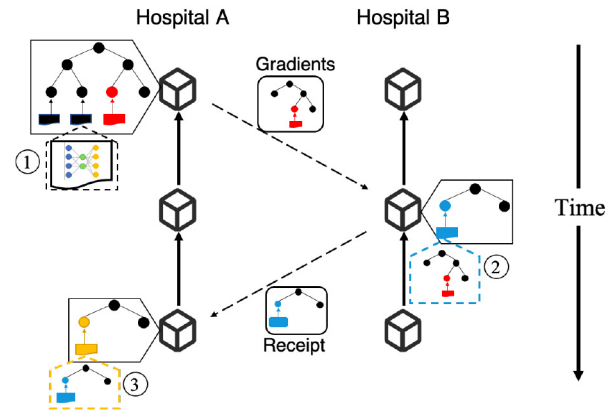 Hospital A
Hospital B
Gradients
1
Time
2
Receipt
3